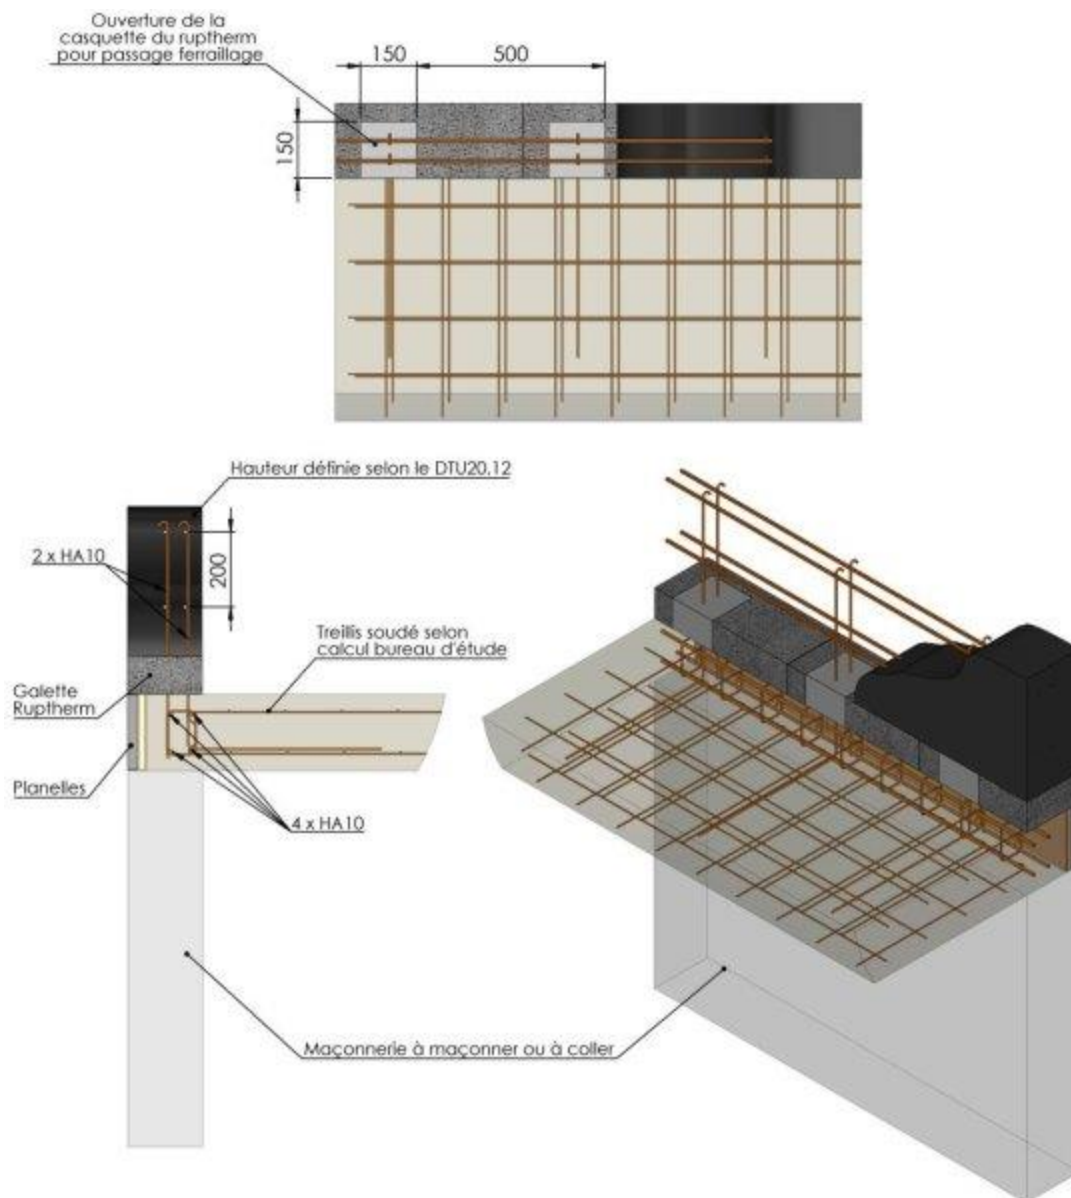 Ouverture de la
casquette du ruptherm
pour passage ferraillage
150
500
150
Hauteur définie selon le DTU20.12
2 x HA10
200
Treillis soudé selon
calcul bureau d'étude
Galette
Ruptherm
Planelles
4 x HA10
Maçonnerie à maçonner ou à coller